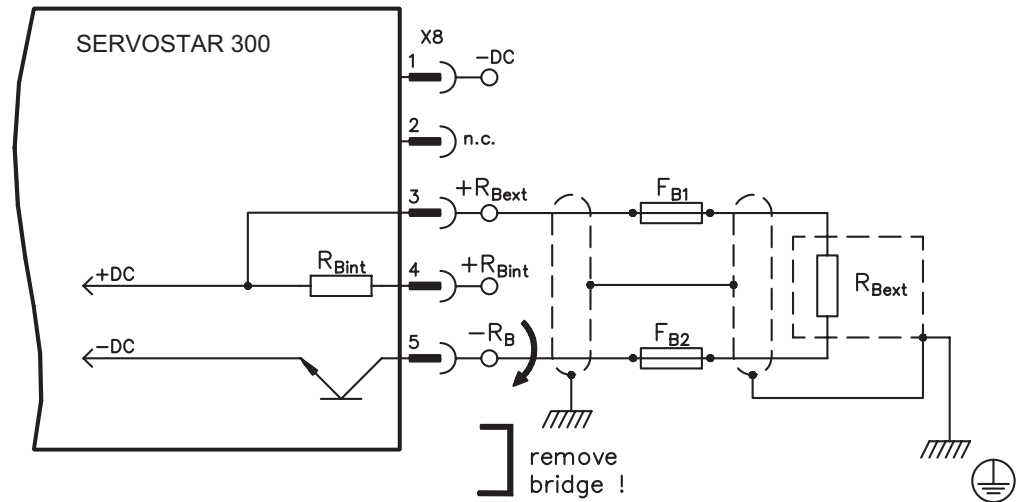 SERVOSTAR 300
X8
1
-DC
2
n.c.
3
+RBext
FB1
+DC
RBint
4
+RBint
RBext
-DC
5
-RB
FB2
remove
bridge !